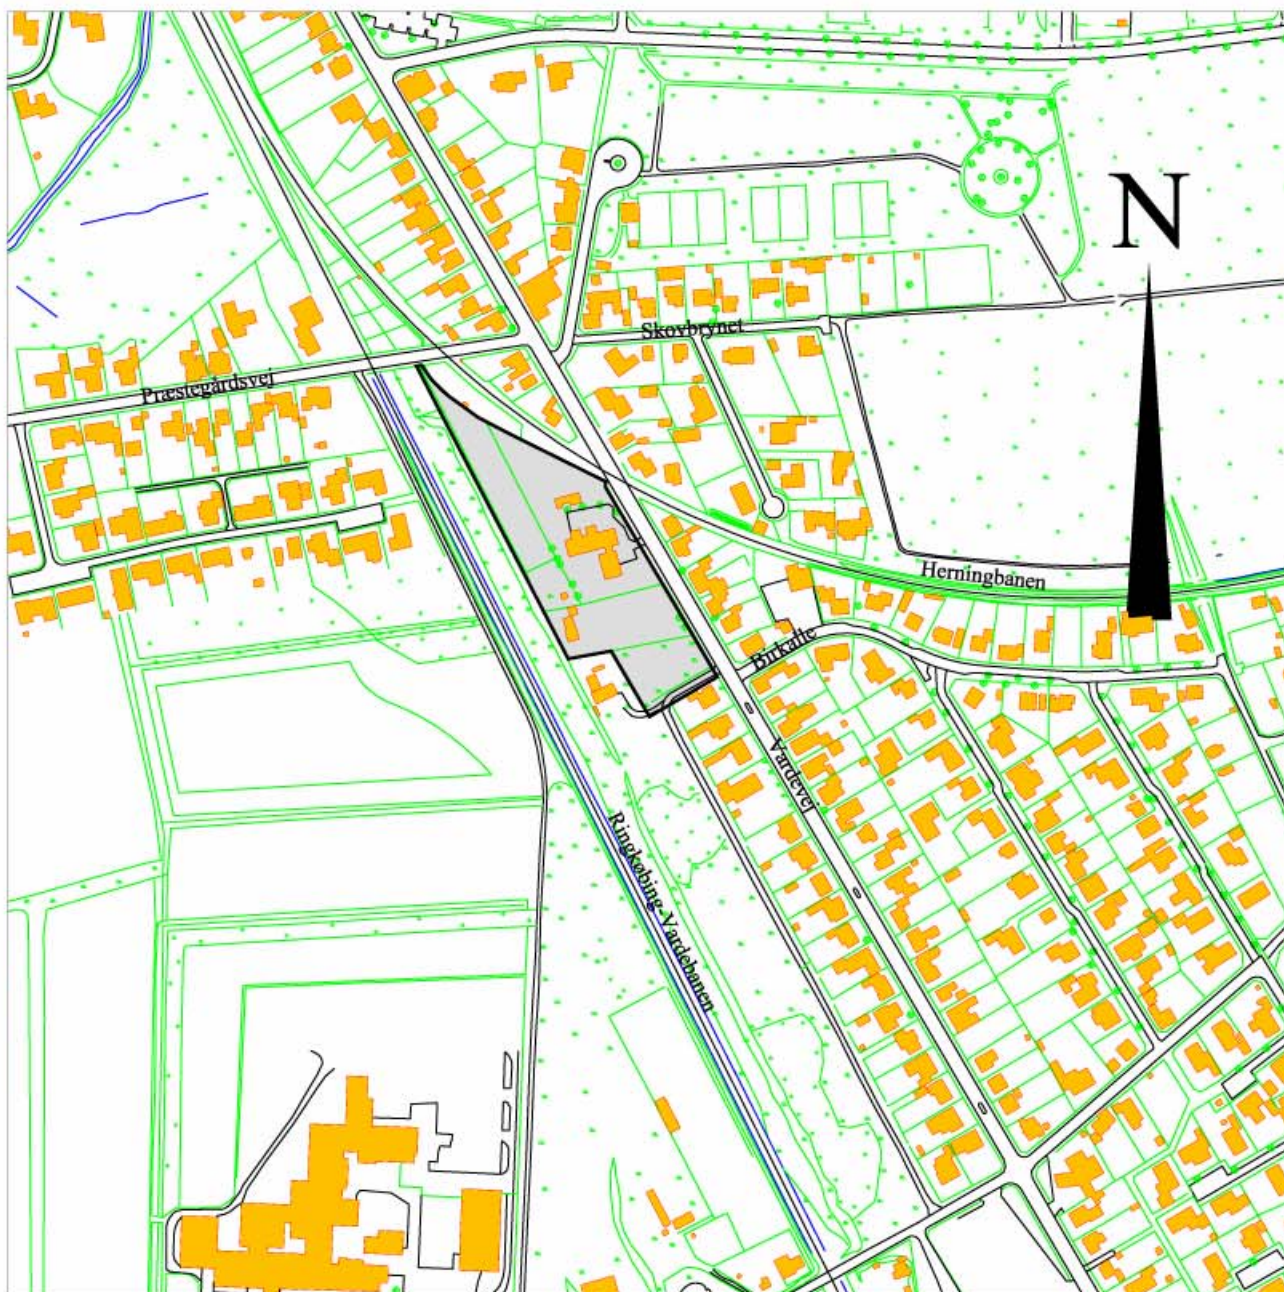 N
Skovbrynet
Præstegårdsvej
Herningbanen
Birkalle
Vardevej
Ringkøbing-Vardebanen